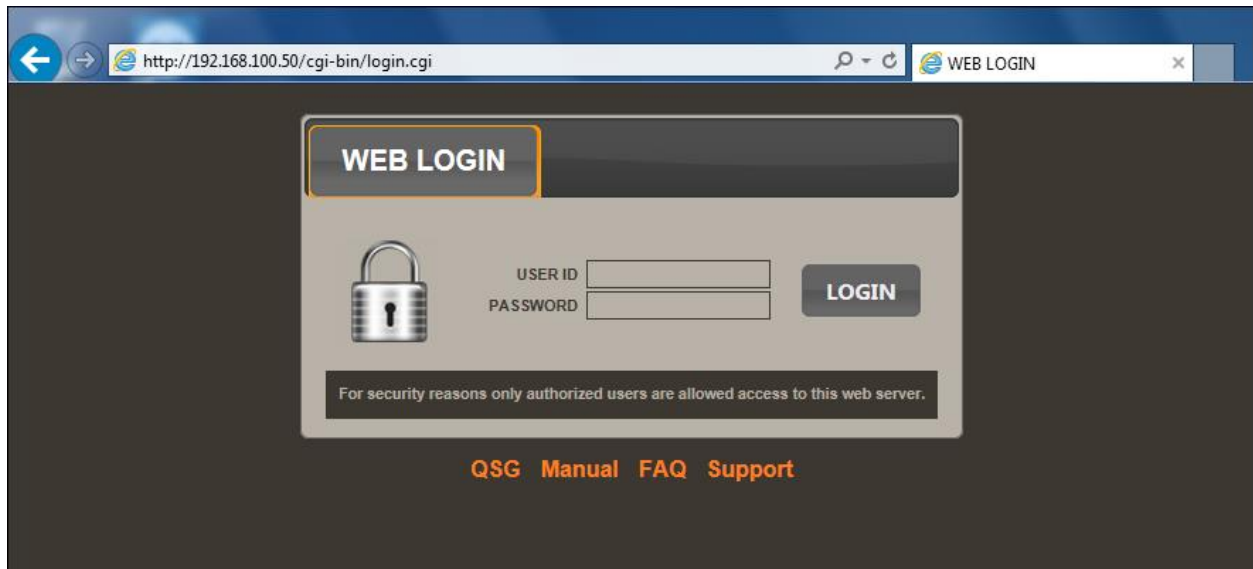 http://192.168.100.50/cgi-bin/login.cgi
WEB LOGIN
WEB LOGIN
USER ID
PASSWORD
LOGIN
For security reasons only authorized users are allowed access to this web server.
QSG Manual FAQ Support